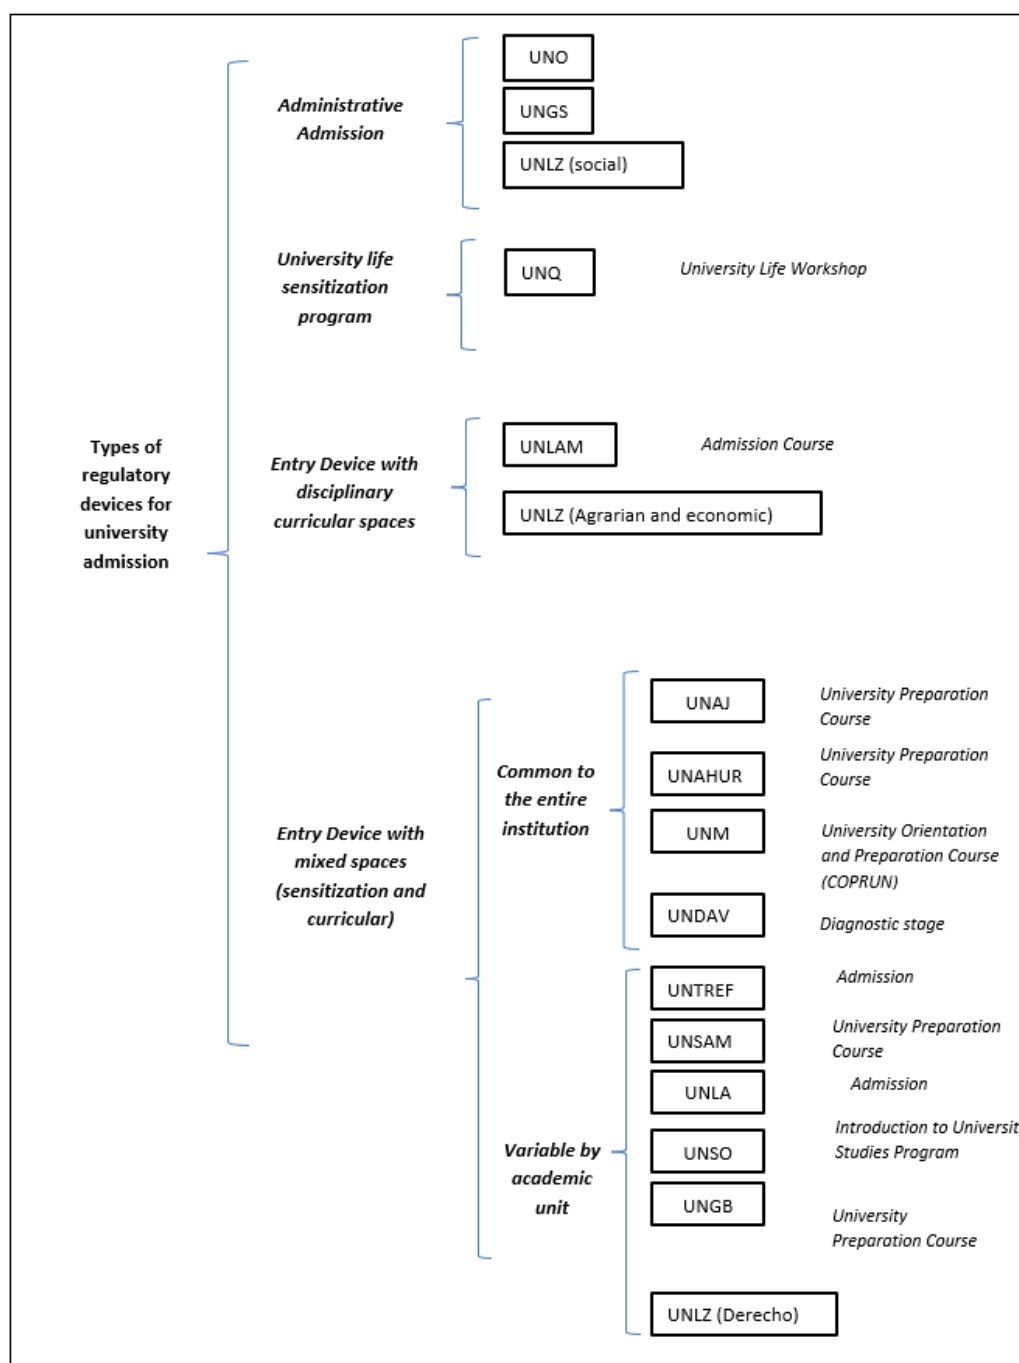 UNO
Administrative
Admission
UNGS
UNLZ (social)
University life
sensitization
program
UNQ
University Life Workshop
Types of
regulatory
devices for
university
admission
Entry Device with
disciplinary
curricular spaces
UNLAM
Admission Course
UNLZ (Agrarian and economic)
Entry Device with
mixed spaces
(sensitization and
curricular)
Common to
the entire
institution
UNAJ
University Preparation
Course
UNAHUR
University Preparation
Course
UNM
University Orientation
and Preparation Course
(COPRUN)
UNDAV
Diagnostic stage
Variable by
academic
unit
UNTREF
Admission
UNSAM
University Preparation
Course
UNLA
Admission
UNSO
Introduction to Universit
Studies Program
UNGB
University
Preparation Course
UNLZ (Derecho)